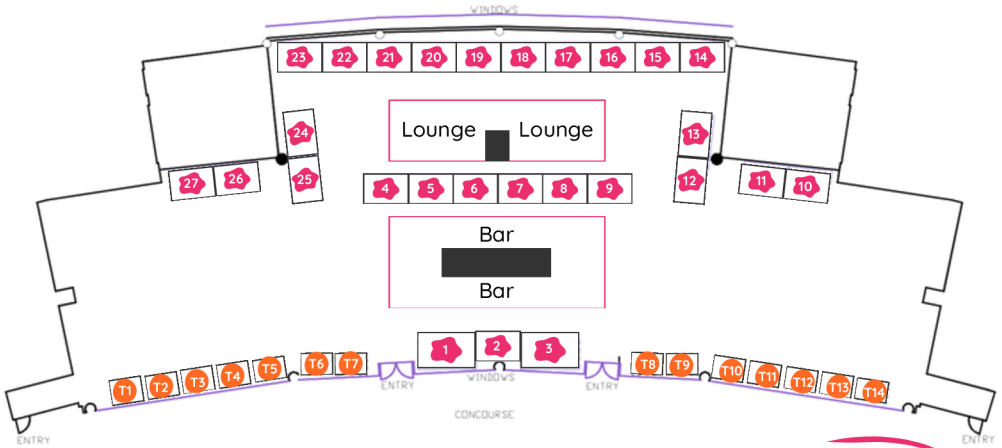 WINDOWS
23 22 21 20 19 18 17 16 15 14
24 Lounge Lounge 13
27 26 25 4 5 6 7 8 9 12 11 10
Bar
Bar
1 2 3
T1 T2 T3 T4 T5 T6 T7 T8 T9 T10 T11 T12 T13 T14
ENTRY WINDOWS ENTRY
CONCOURSE
ENTRY ENTRY